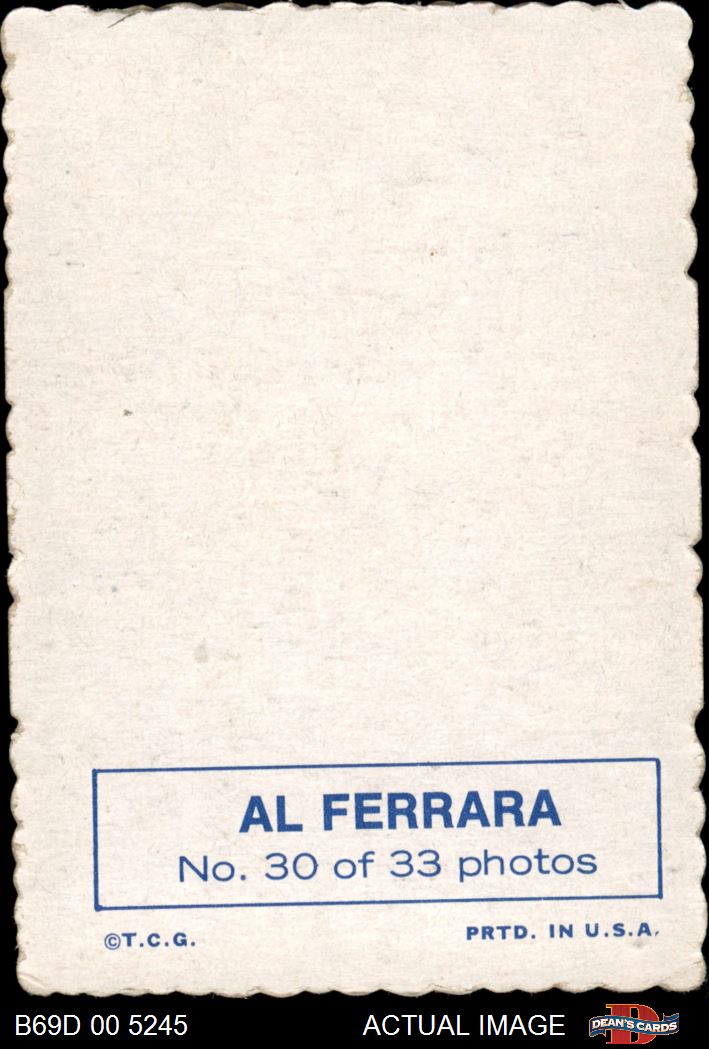 AL FERRARA
No. 30 of 33 photos
©T.C.G. PRTD. IN U.S.A.
B69D 00 5245 ACTUAL IMAGE D DEAN'S CARDS